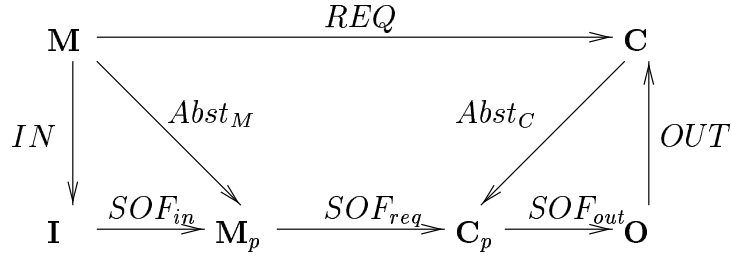 REQ
M C
Abst_M Abst_C
IN OUT
SOF_in SOF_req SOF_out
I M_p C_p O